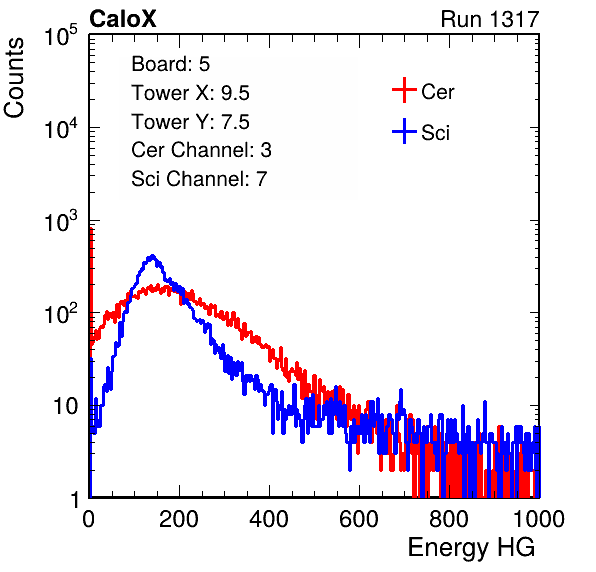 CaloX Run 1317
Counts
10^5
10^4
10^3
10^2
10
1
Board: 5
Tower X: 9.5
Tower Y: 7.5
Cer Channel: 3
Sci Channel: 7
Cer
Sci
0 200 400 600 800 1000
Energy HG